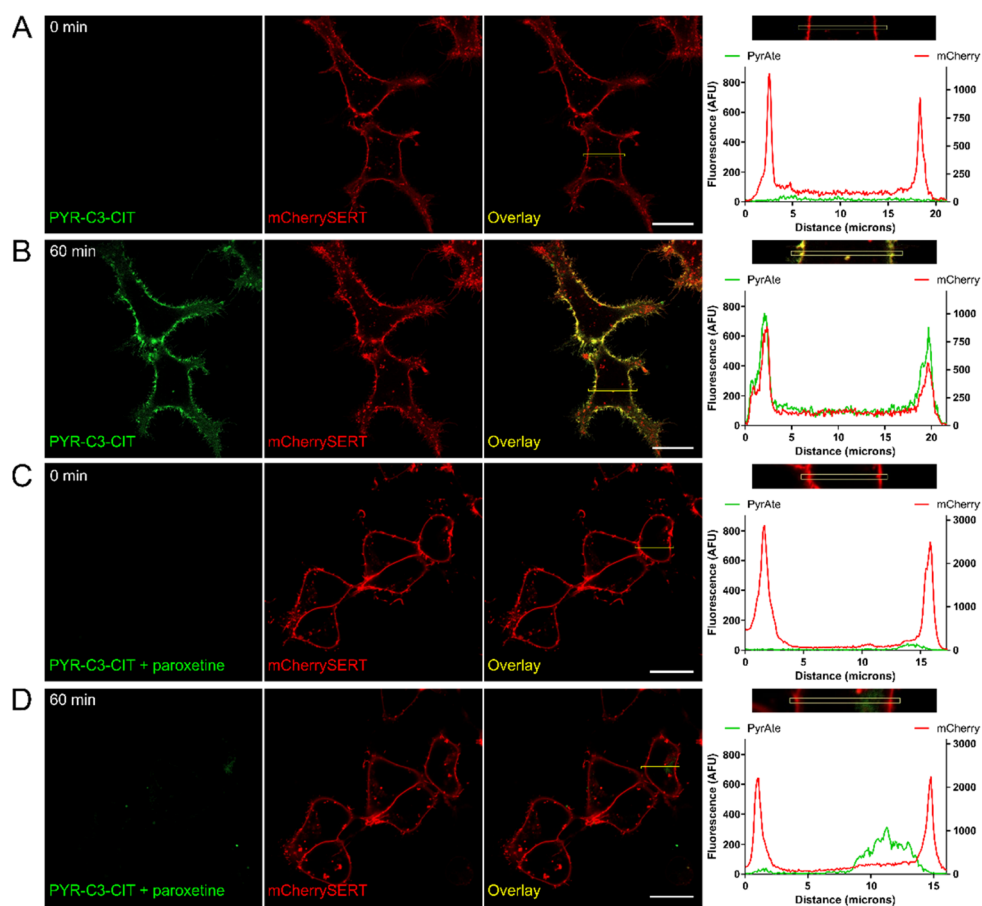 A
0 min
PYR-C3-CIT
mCherrySERT
Overlay
PyrAte
mCherry
Fluorescence (AFU)
800
600
400
200
0
1000
750
500
250
0
0 5 10 15 20
Distance (microns)
B
60 min
PYR-C3-CIT
mCherrySERT
Overlay
PyrAte
mCherry
Fluorescence (AFU)
800
600
400
200
0
1000
750
500
250
0
0 5 10 15 20
Distance (microns)
C
0 min
PYR-C3-CIT + paroxetine
mCherrySERT
Overlay
PyrAte
mCherry
Fluorescence (AFU)
800
600
400
200
0
3000
2000
1000
0
0 5 10 15
Distance (microns)
D
60 min
PYR-C3-CIT + paroxetine
mCherrySERT
Overlay
PyrAte
mCherry
Fluorescence (AFU)
800
600
400
200
0
3000
2000
1000
0
0 5 10 15
Distance (microns)